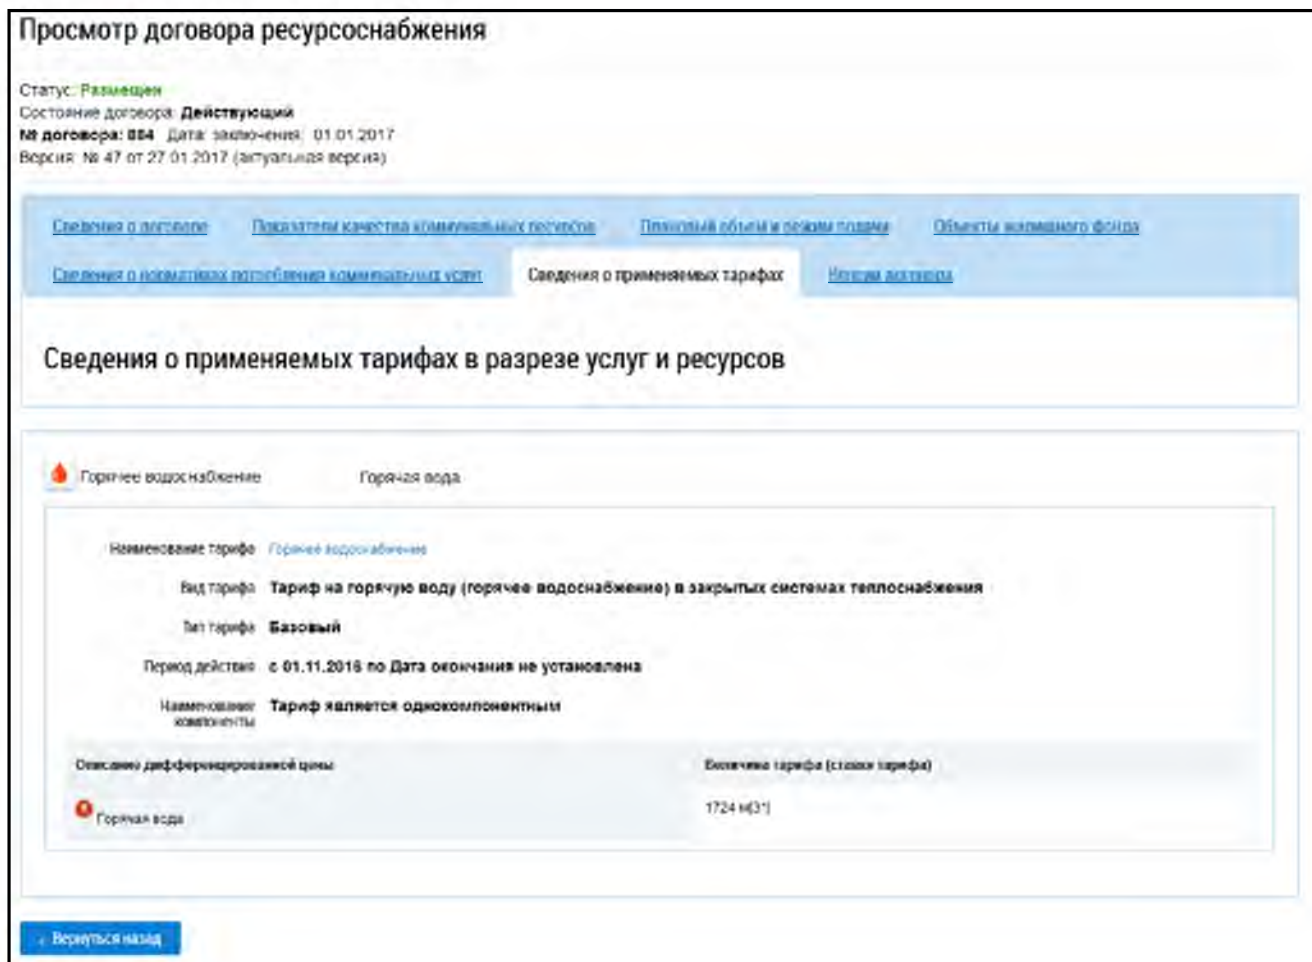 Просмотр договора ресурсоснабжения
Статус: Размещен
Состояние договора: Действующий
№ договора: 884 Дата заключения: 01.01.2017
Версия: № 47 от 27.01.2017 (актуальная версия)
Сведения о договоре Показатели качества коммунальных ресурсов Плановый объем и режим подачи Объекты жилищного фонда
Сведения о нормативах потребления коммунальных услуг Сведения о применяемых тарифах Версии договора
Сведения о применяемых тарифах в разрезе услуг и ресурсов
Горячее водоснабжение Горячая вода
Наименование тарифа Горячее водоснабжение
Вид тарифа Тариф на горячую воду (горячее водоснабжение) в закрытых системах теплоснабжения
Тип тарифа Базовый
Период действия с 01.11.2016 по Дата окончания не установлена
Наименование Тариф является однокомпонентным
компоненты
Описание дифференцированной цены Величина тарифа (ставки тарифа)
Горячая вода 1724
Вернуться назад